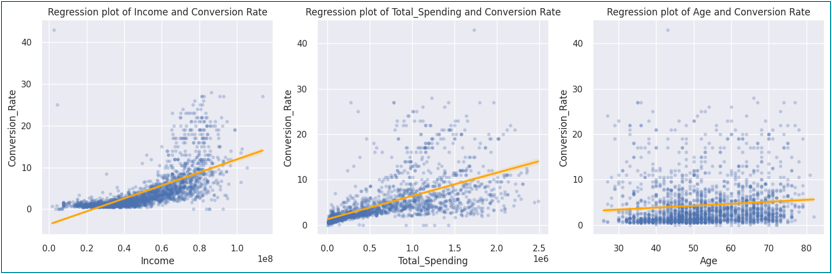 Regression plot of Income and Conversion Rate
Conversion_Rate
40
30
20
10
0
0.0 0.2 0.4 0.6 0.8 1.0
1e8
Income
Regression plot of Total_Spending and Conversion Rate
Conversion_Rate
40
30
20
10
0
0.0 0.5 1.0 1.5 2.0 2.5
1e6
Total_Spending
Regression plot of Age and Conversion Rate
Conversion_Rate
40
30
20
10
0
30 40 50 60 70 80
Age